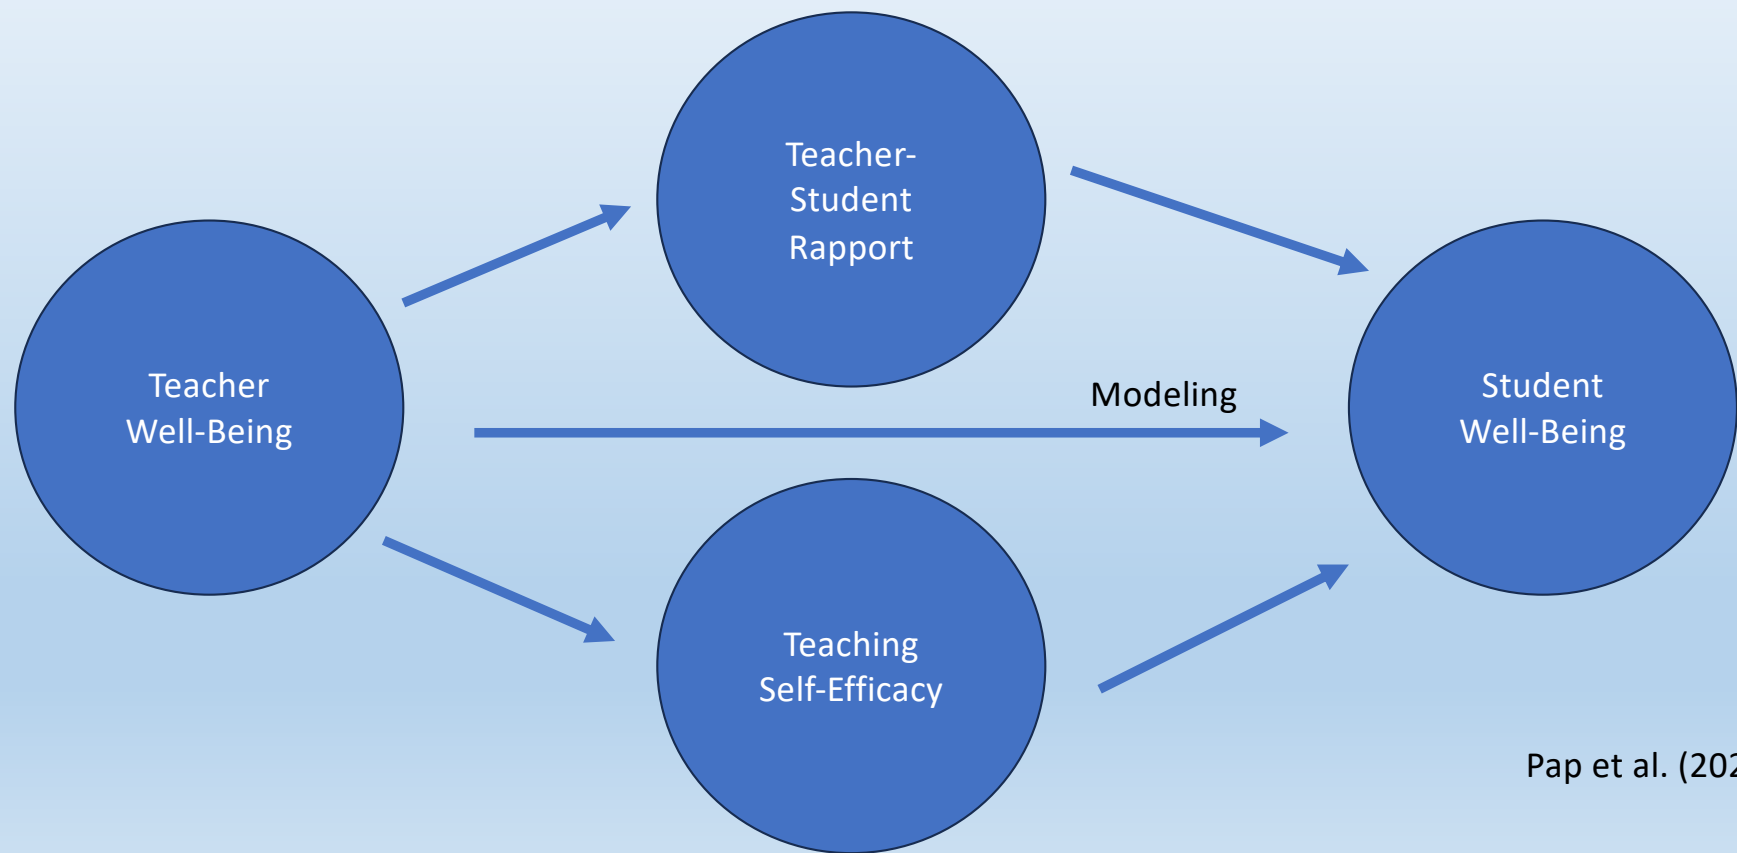 Teacher-
Student
Rapport
Teacher
Well-Being
Modeling
Student
Well-Being
Teaching
Self-Efficacy
Pap et al. (202